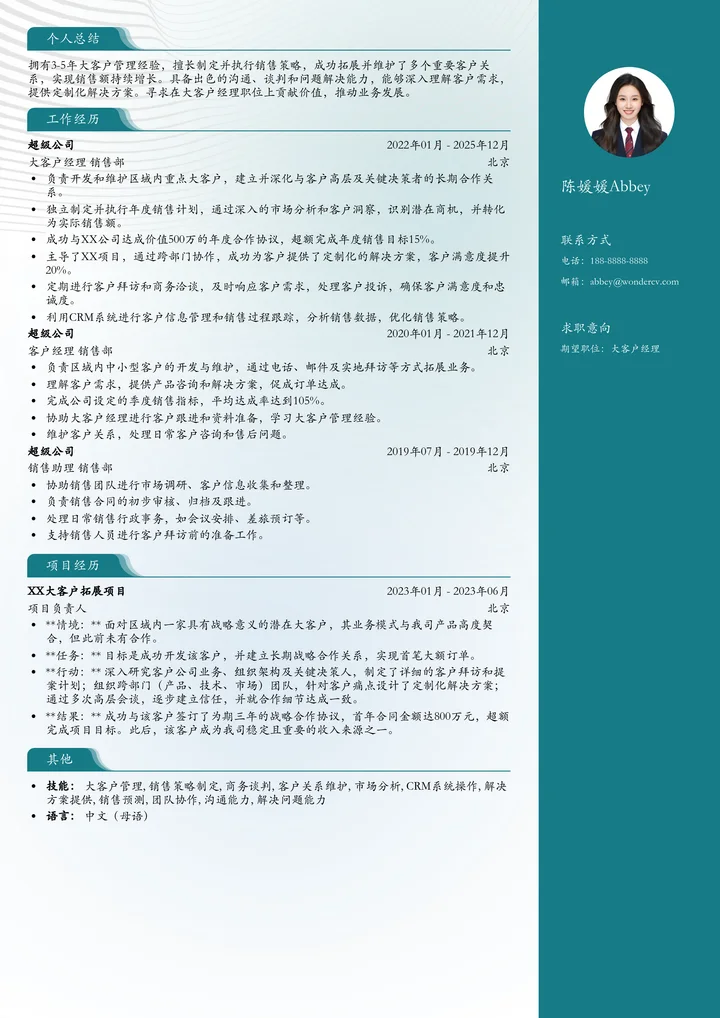 个人总结
拥有3-5年大客户管理经验，擅长制定并执行销售策略，成功拓展并维护了多个重要客户关
系，实现销售额持续增长。具备出色的沟通、谈判和问题解决能力，能够深入理解客户需求，
提供定制化解决方案。寻求在大客户经理职位上贡献价值，推动业务发展。
工作经历
超级公司 2022年01月 - 2025年12月
大客户经理 销售部 北京
• 负责开发和维护区域内重点大客户，建立并深化与客户高层及关键决策者的长期合作关
系。
• 独立制定并执行年度销售计划，通过深入的市场分析和客户洞察，识别潜在商机，并转化
为实际销售额。
• 成功与XX公司达成价值500万的年度合作协议，超额完成年度销售目标15%。
• 主导了XX项目，通过跨部门协作，成功为客户提供了定制化的解决方案，客户满意度提升
20%。
• 定期进行客户拜访和商务洽谈，及时响应客户需求，处理客户投诉，确保客户满意度和忠
诚度。
• 利用CRM系统进行客户信息管理和销售过程跟踪，分析销售数据，优化销售策略。
超级公司 2020年01月 - 2021年12月
客户经理 销售部 北京
• 负责区域内中小型客户的开发与维护，通过电话、邮件及实地拜访等方式拓展业务。
• 理解客户需求，提供产品咨询和解决方案，促成订单达成。
• 完成公司设定的季度销售指标，平均达成率达到105%。
• 协助大客户经理进行客户跟进和资料准备，学习大客户管理经验。
• 维护客户关系，处理日常客户咨询和售后问题。
超级公司 2019年07月 - 2019年12月
销售助理 销售部 北京
• 协助销售团队进行市场调研、客户信息收集和整理。
• 负责销售合同的初步审核、归档及跟进。
• 处理日常销售行政事务，如会议安排、差旅预订等。
• 支持销售人员进行客户拜访前的准备工作。
项目经历
XX大客户拓展项目 2023年01月 - 2023年06月
项目负责人 北京
• **情境：** 面对区域内一家具有战略意义的潜在大客户，其业务模式与我司产品高度契
合，但此前未有合作。
• **任务：** 目标是成功开发该客户，并建立长期战略合作关系，实现首笔大额订单。
• **行动：** 深入研究客户公司业务、组织架构及关键决策人，制定了详细的客户拜访和提
案计划；组织跨部门（产品、技术、市场）团队，针对客户痛点设计了定制化解决方案；
通过多次高层会谈，逐步建立信任，并就合作细节达成一致。
• **结果：** 成功与该客户签订了为期三年的战略合作协议，首年合同金额达800万元，超额
完成项目目标。此后，该客户成为我司稳定且重要的收入来源之一。
其他
• 技能： 大客户管理, 销售策略制定, 商务谈判, 客户关系维护, 市场分析, CRM系统操作, 解决
方案提供, 销售预测, 团队协作, 沟通能力, 解决问题能力
• 语言： 中文（母语）
陈媛媛Abbey
联系方式
电话：188-8888-8888
邮箱：abbey@wondercv.com
求职意向
期望职位：大客户经理